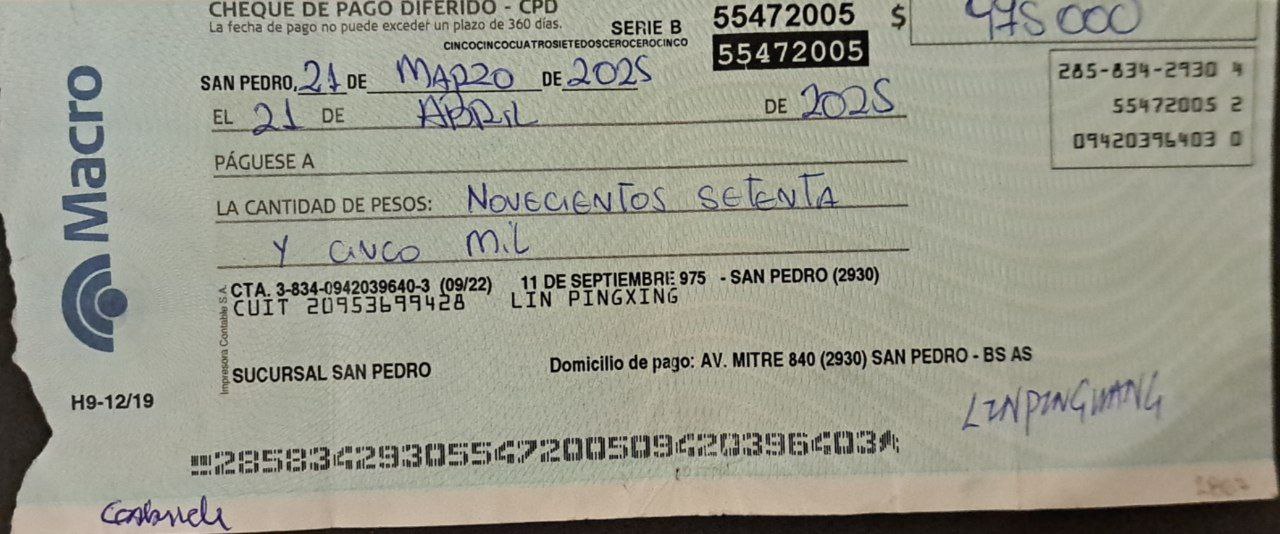 CHEQUE DE PAGO DIFERIDO - CPD
La fecha de pago no puede exceder un plazo de 360 días.
SERIE B
55472005
$ 975 000
CINCOCINCOCUATROSIETEDOSCEROCEROCINCO
55472005
285-834-2930 4
55472005 2
09420396403 0
SAN PEDRO, 21 DE MARZO DE 2025
EL 21 DE ABRIL DE 2025
PÁGUESE A
LA CANTIDAD DE PESOS: NOVECIENTOS SETENTA
Y CINCO MIL
Macro
CTA. 3-834-0942039640-3 (09/22) 11 DE SEPTIEMBRE 975 - SAN PEDRO (2930)
CUIT 20953699428 LIN PINGXING
Impresora Contable S.A.
SUCURSAL SAN PEDRO
Domicilio de pago: AV. MITRE 840 (2930) SAN PEDRO - BS AS
H9-12/19
28583429305547200509420396403